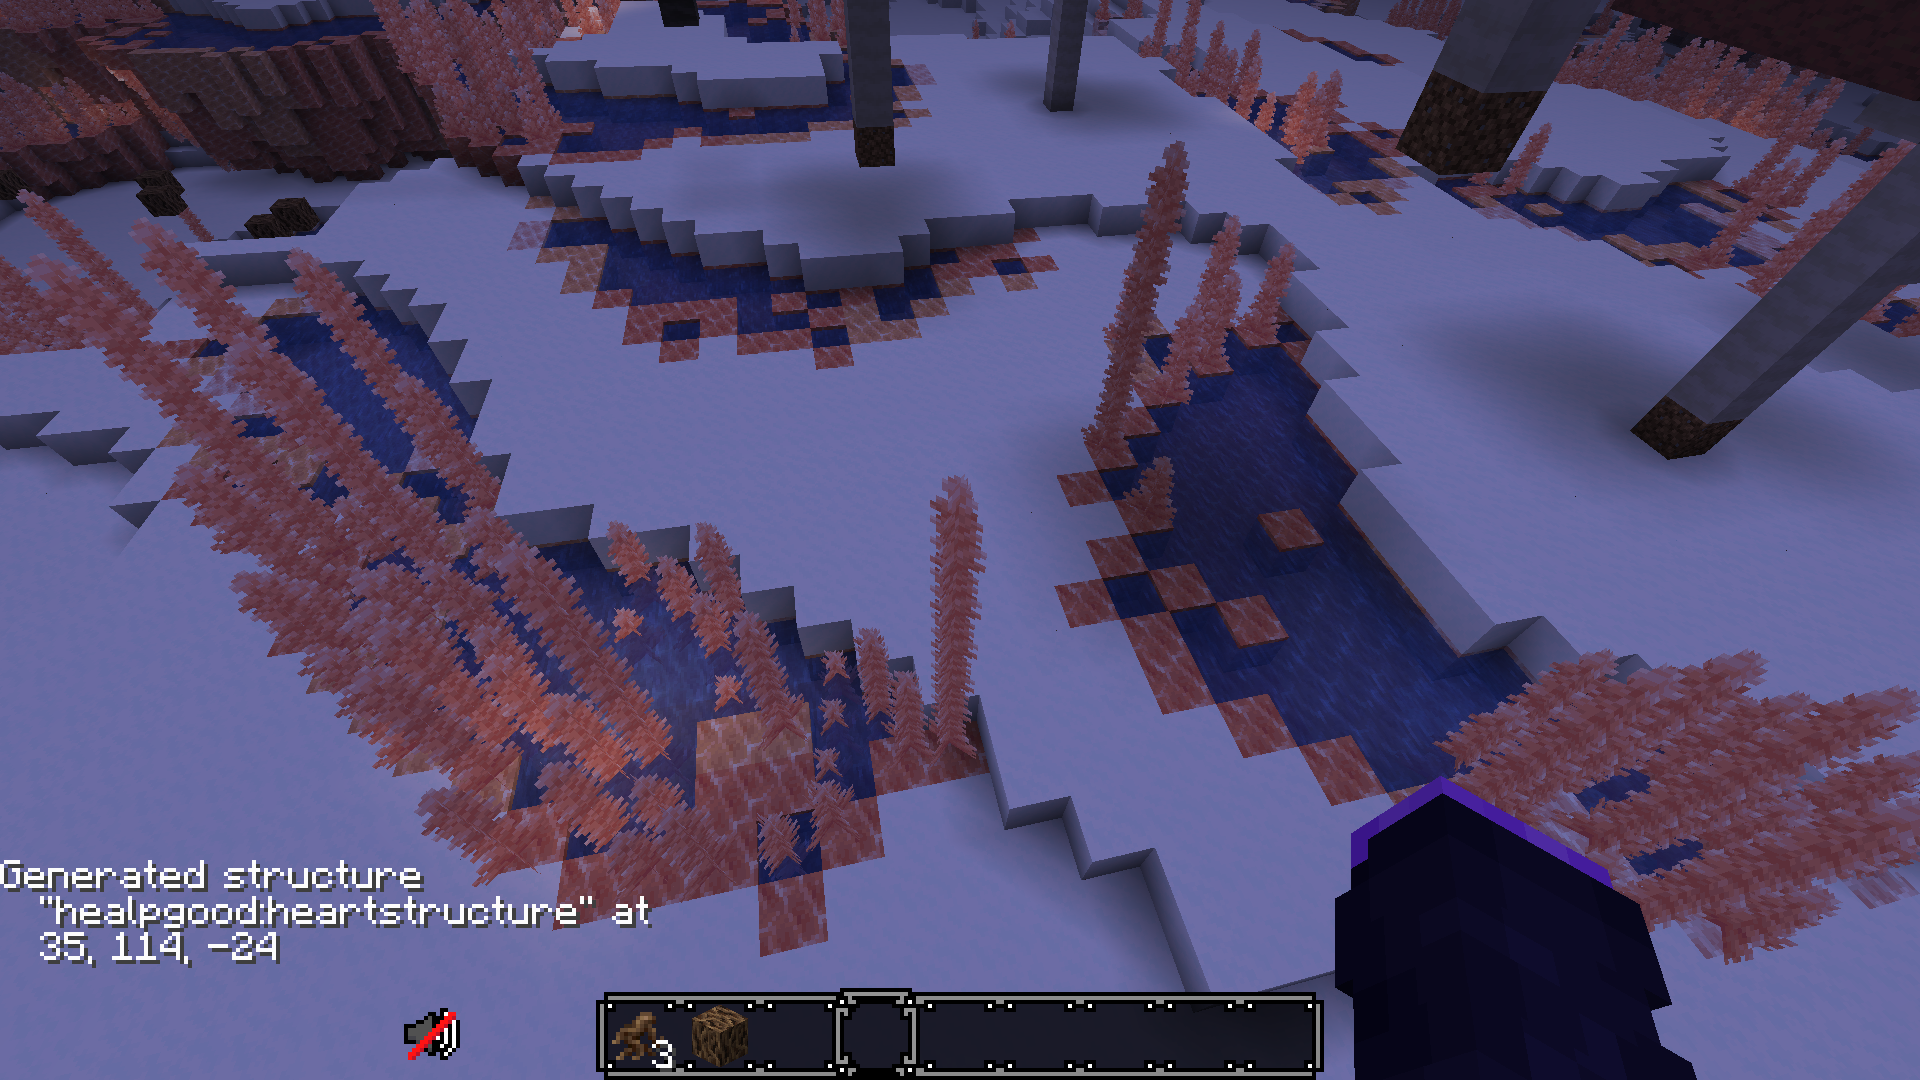 Generated structure
"healpgood:heartstructure" at
35, 114, -24
3